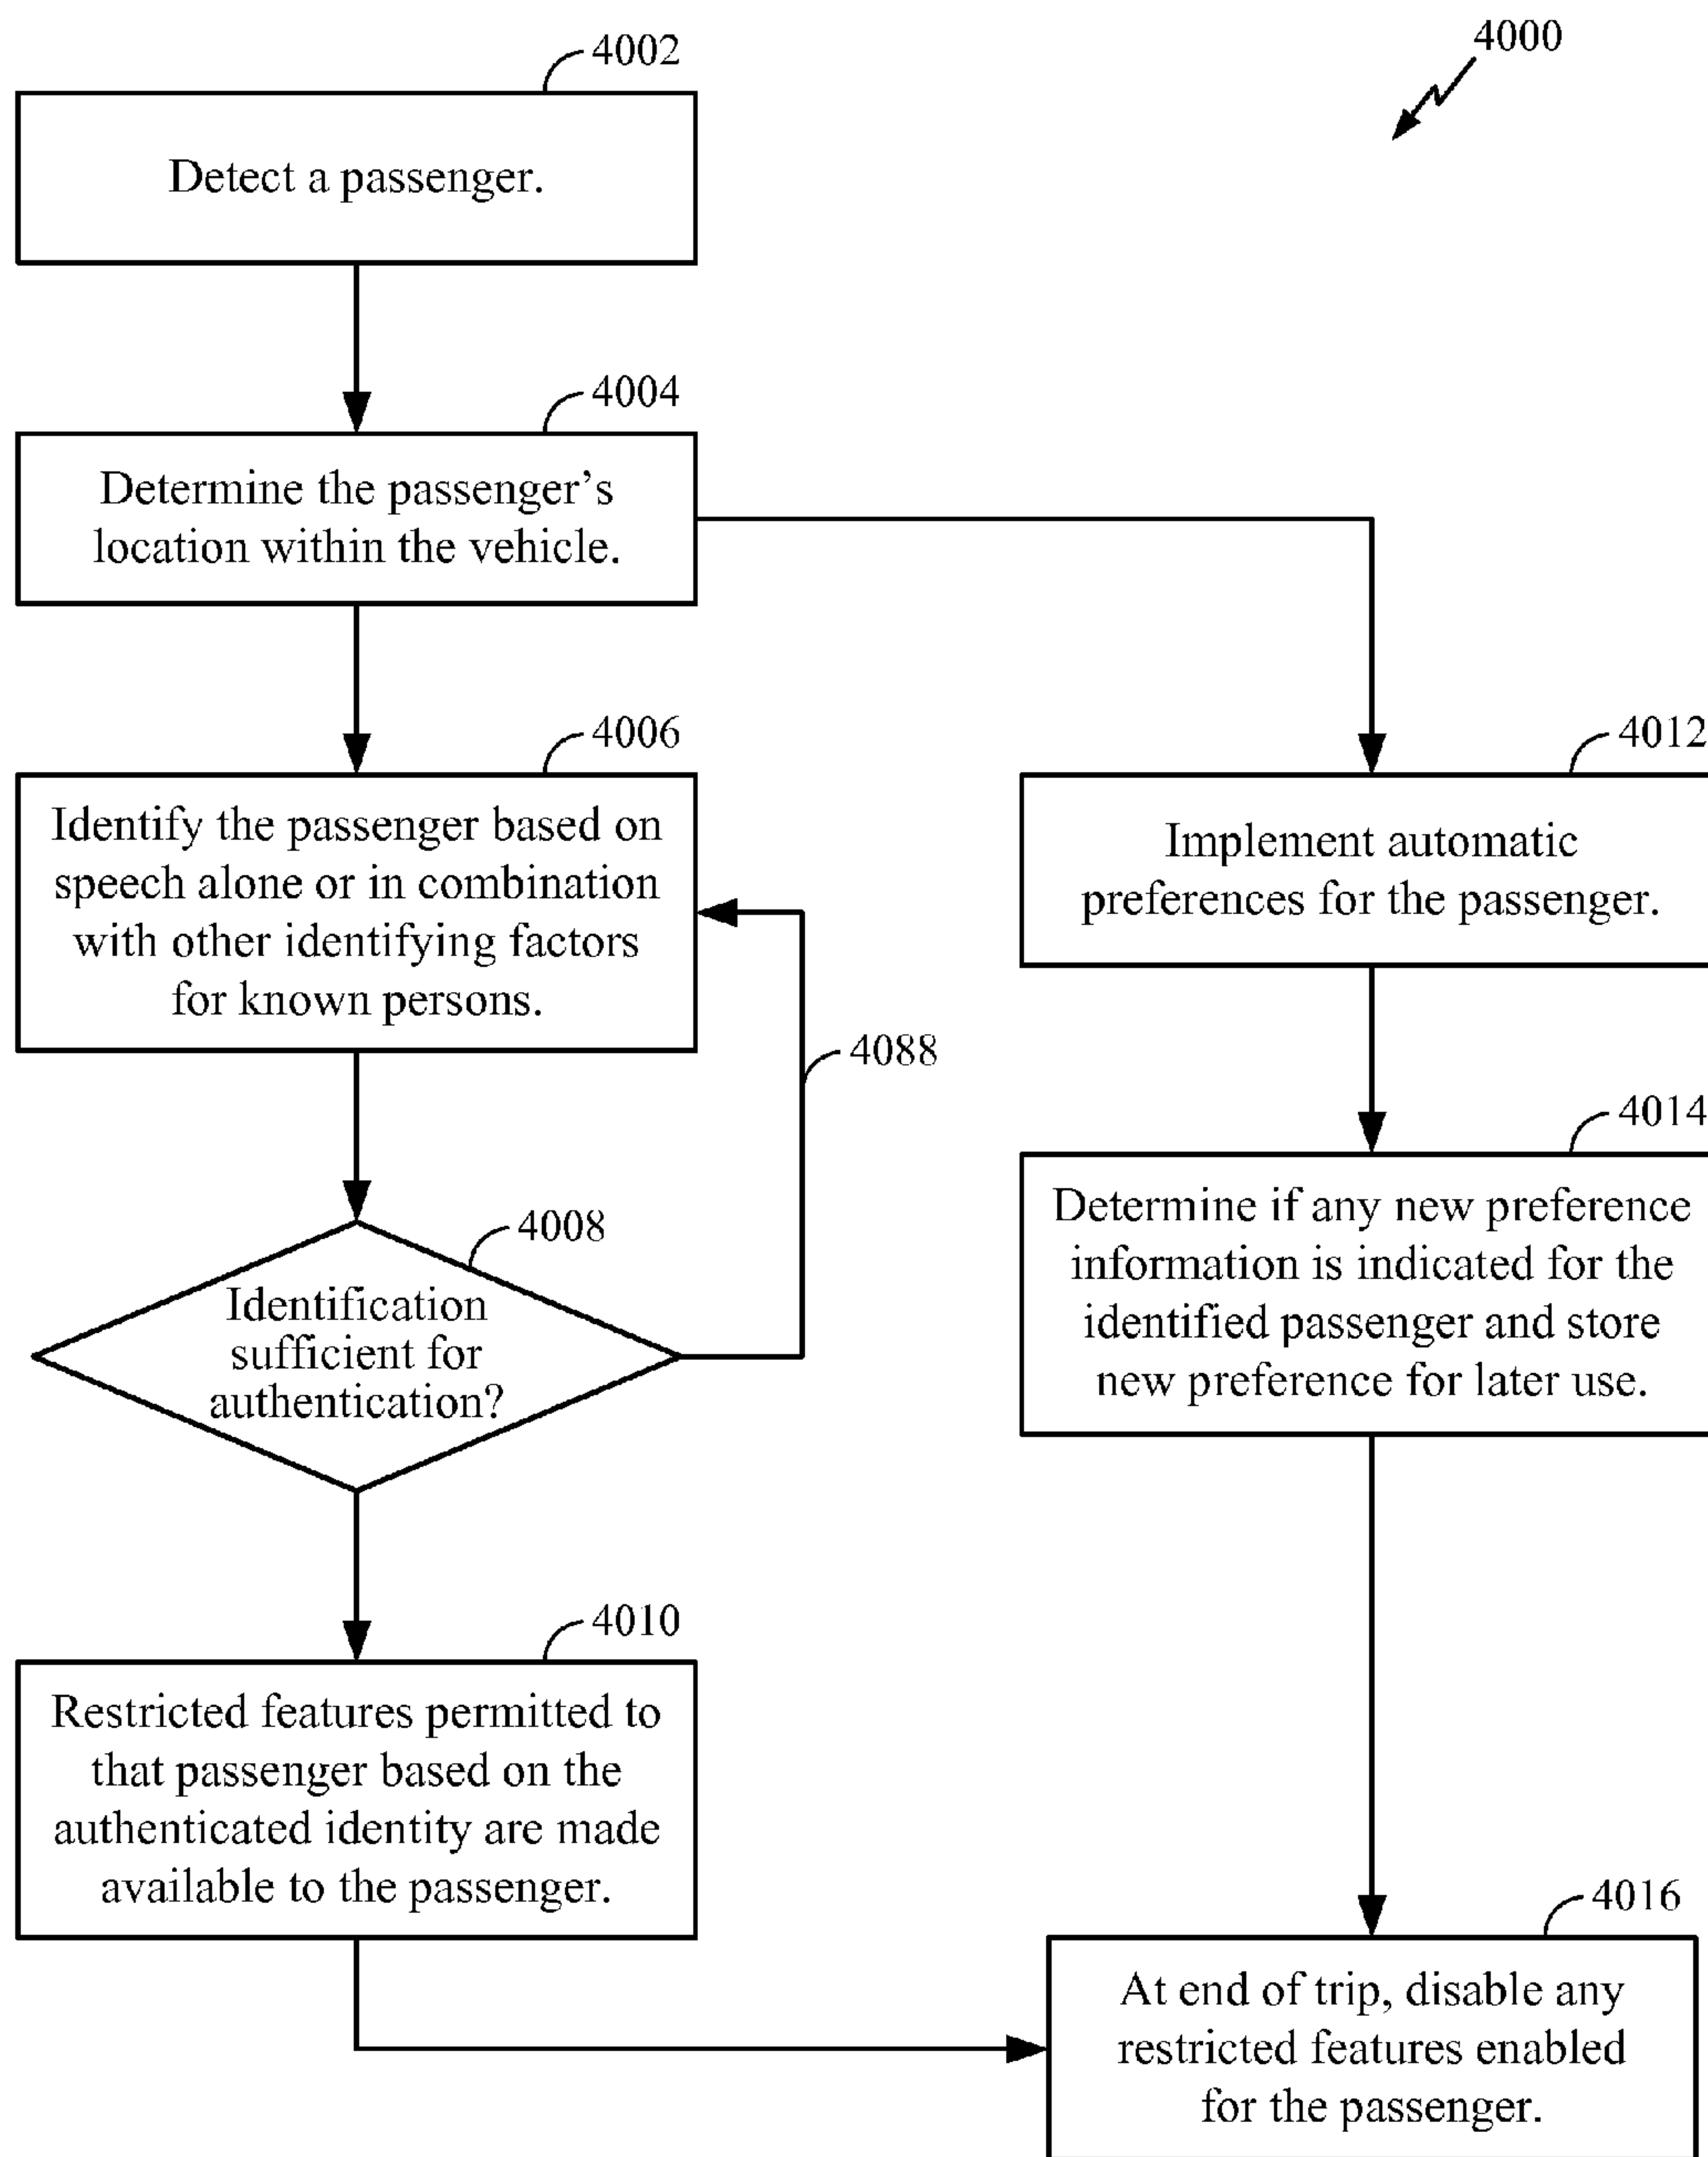 4000
4002
Detect a passenger.
4004
Determine the passenger’s
location within the vehicle.
4006
Identify the passenger based on
speech alone or in combination
with other identifying factors
for known persons.
4088
4008
Identification
sufficient for
authentication?
4010
Restricted features permitted to
that passenger based on the
authenticated identity are made
available to the passenger.
4012
Implement automatic
preferences for the passenger.
4014
Determine if any new preference
information is indicated for the
identified passenger and store
new preference for later use.
4016
At end of trip, disable any
restricted features enabled
for the passenger.